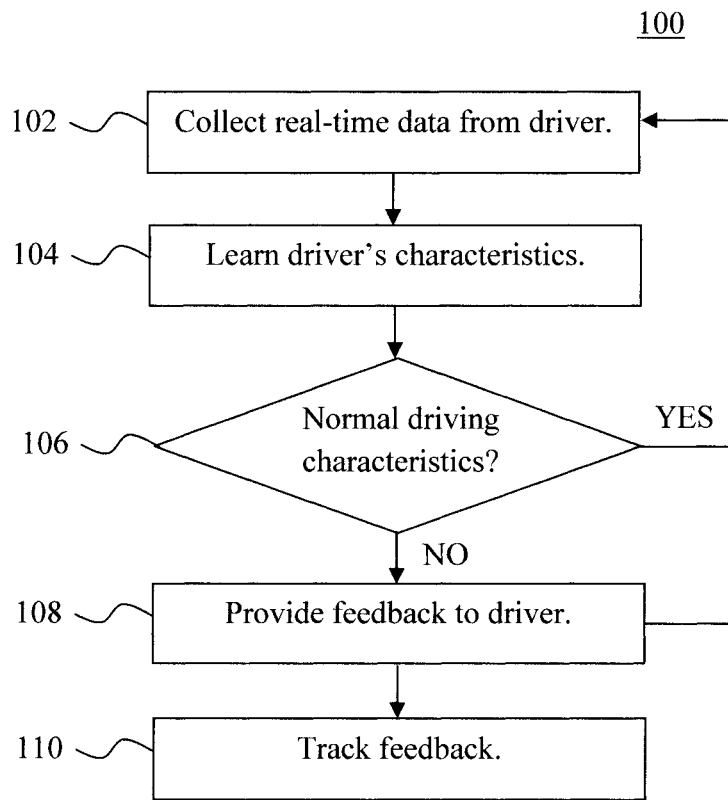 100
102
Collect real-time data from driver.
104
Learn driver's characteristics.
106
Normal driving
characteristics?
YES
NO
108
Provide feedback to driver.
110
Track feedback.